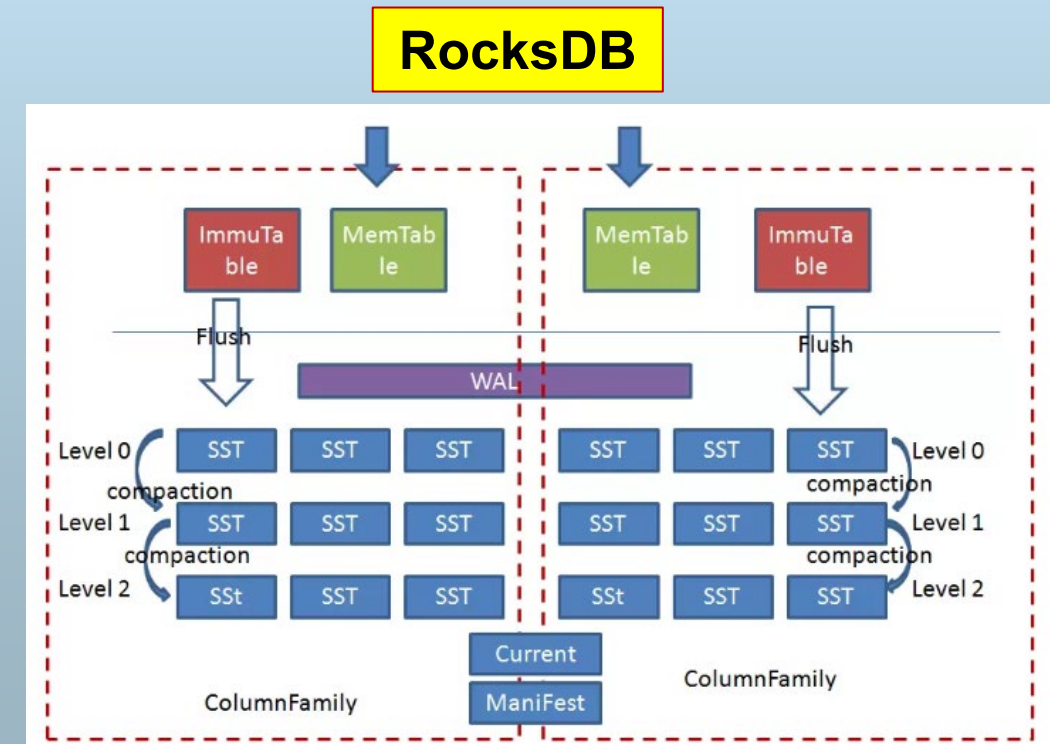 RocksDB
ImmuTa
ble
MemTab
le
MemTab
le
ImmuTa
ble
Flush
Flush
WAL
Level 0
SST SST SST
SST SST SST
Level 0
compaction
compaction
Level 1
SST SST SST
SST SST SST
Level 1
compaction
compaction
Level 2
SSt SST SST
SSt SST SST
Level 2
Current
ColumnFamily
ManiFest
ColumnFamily